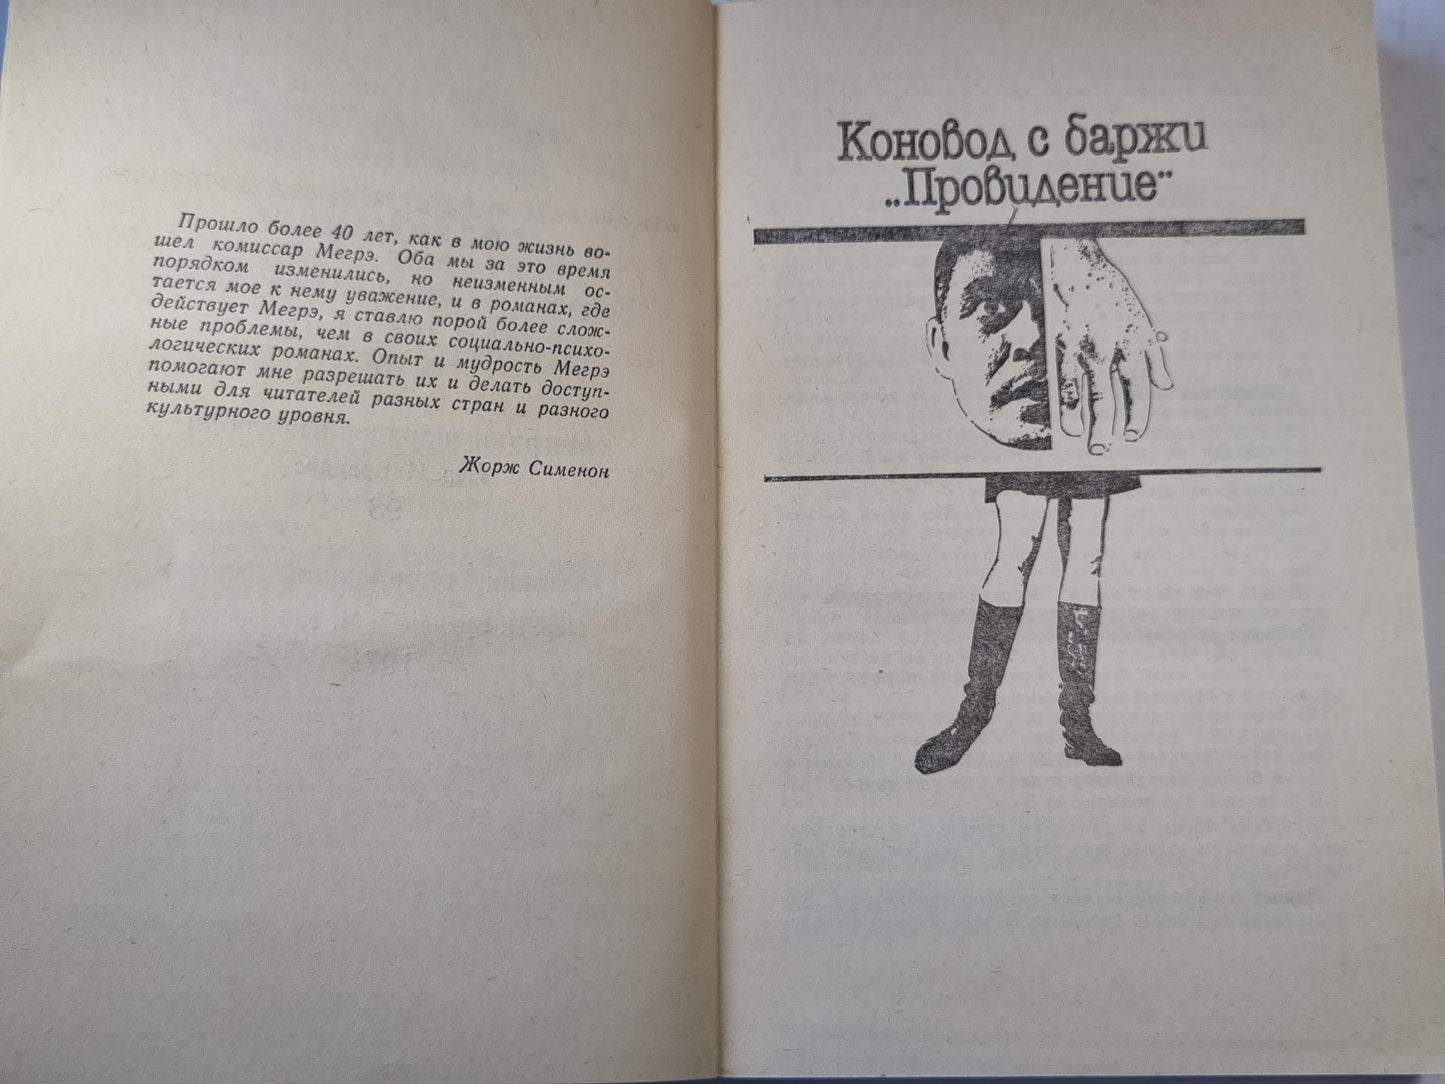 Прошло более 40 лет, как в мою жизнь во-
шел комиссар Мегрэ. Оба мы за это время
порядком изменились, но неизменным ос-
тается мое к нему уважение, и в романах, где
действует Мегрэ, я ставлю порой более слож-
ные проблемы, чем в своих социально-психо-
логических романах. Опыт и мудрость Мегрэ
помогают мне разрешать их и делать доступ-
ными для читателей разных стран и разного
культурного уровня.
Жорж Сименон
Коновод с баржи
„Провидение“